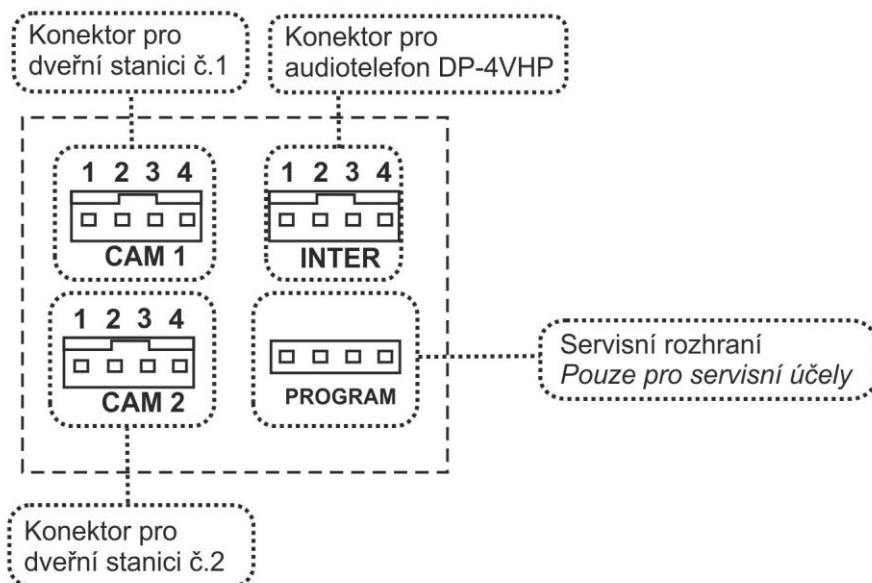 Konektor pro
dveřní stanici č.1
Konektor pro
audiotelefon DP-4VHP
1 2 3 4
CAM 1
1 2 3 4
INTER
1 2 3 4
CAM 2
PROGRAM
Servisní rozhraní
Pouze pro servisní účely
Konektor pro
dveřní stanici č.2